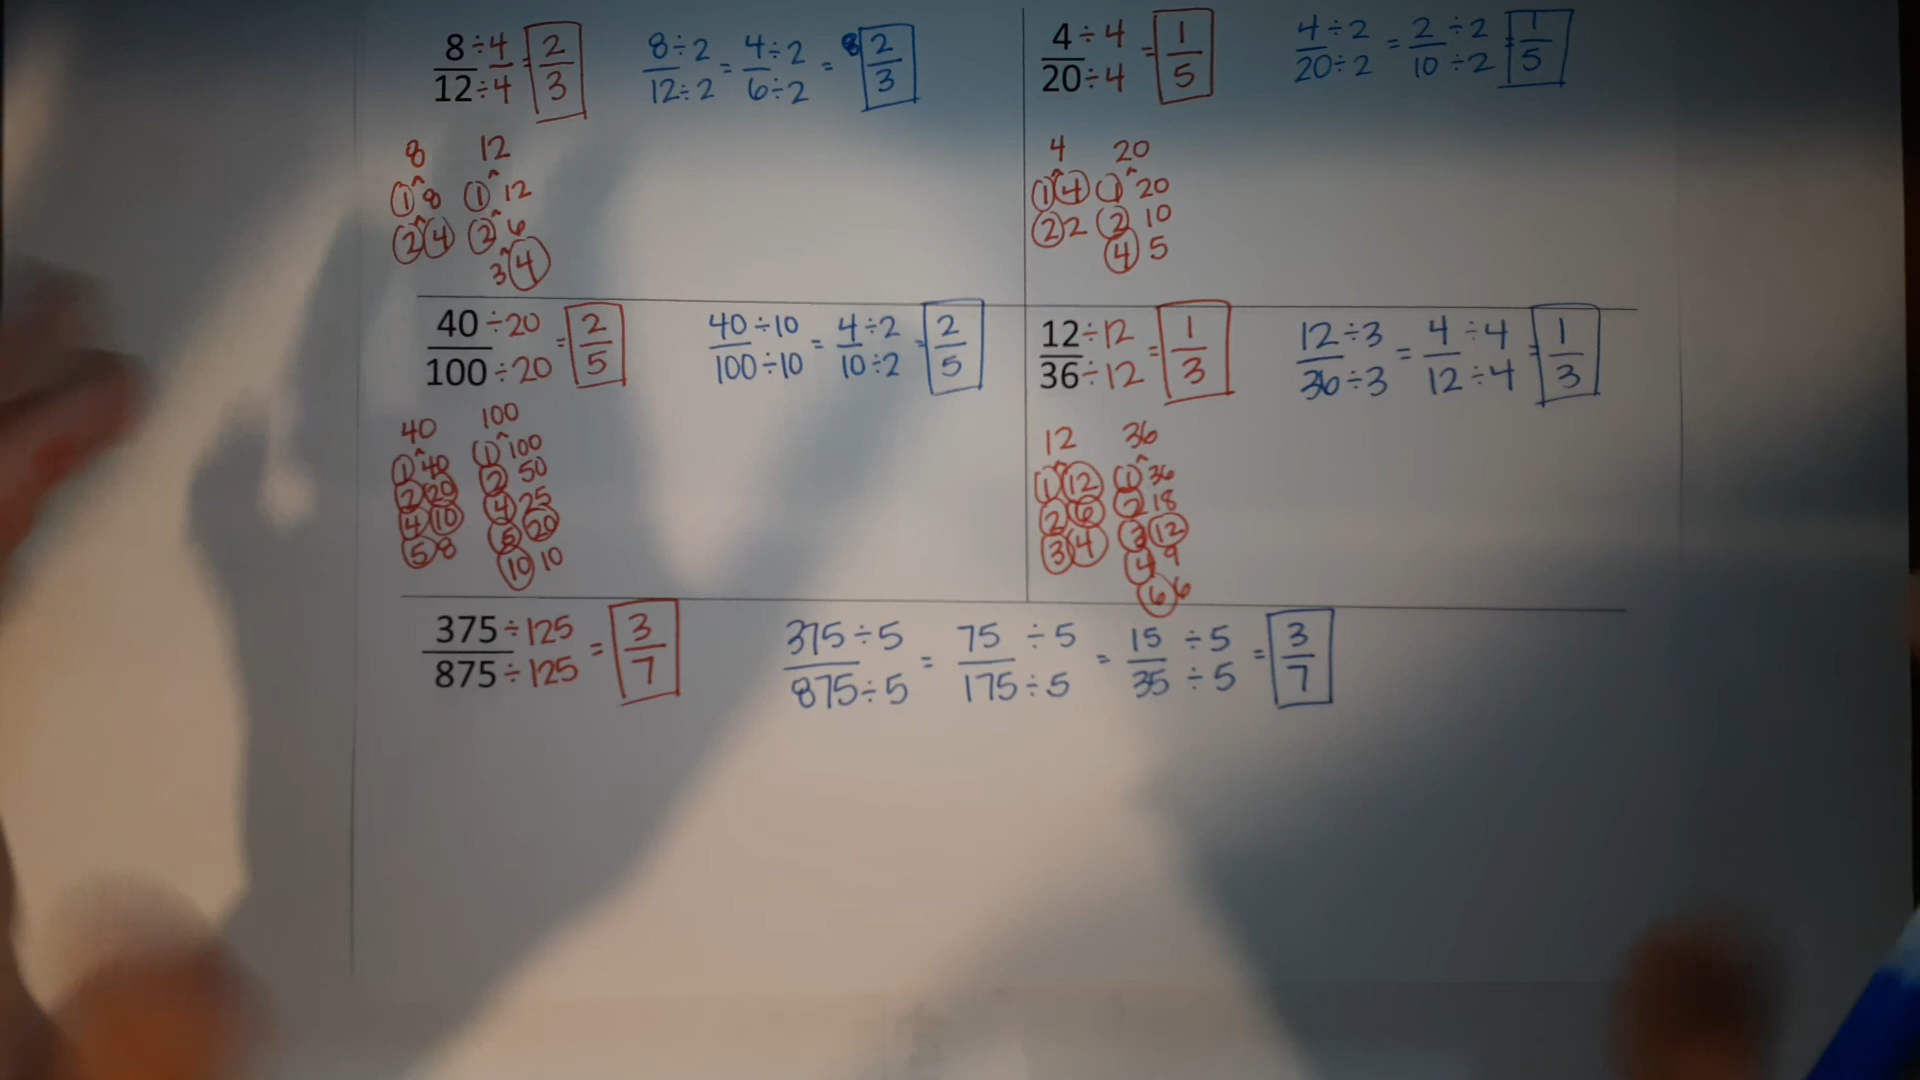 8 ÷ 4 / 12 ÷ 4 = 2/3
8 ÷ 2 / 12 ÷ 2 = 4 ÷ 2 / 6 ÷ 2 = 2/3
8 12
1 8 1 12
2 4 2 6
3 4
4 ÷ 4 / 20 ÷ 4 = 1/5
4 ÷ 2 / 20 ÷ 2 = 2 ÷ 2 / 10 ÷ 2 = 1/5
4 20
1 4 1 20
2 2 2 10
4 5
40 ÷ 20 / 100 ÷ 20 = 2/5
40 ÷ 10 / 100 ÷ 10 = 4 ÷ 2 / 10 ÷ 2 = 2/5
40 100
1 40 1 100
2 20 2 50
4 10 4 25
5 8 5 20
10 10
12 ÷ 12 / 36 ÷ 12 = 1/3
12 ÷ 3 / 36 ÷ 3 = 4 ÷ 4 / 12 ÷ 4 = 1/3
12 36
1 12 1 36
2 6 2 18
3 4 3 12
4 9
6 6
375 ÷ 125 / 875 ÷ 125 = 3/7
375 ÷ 5 / 875 ÷ 5 = 75 ÷ 5 / 175 ÷ 5 = 15 ÷ 5 / 35 ÷ 5 = 3/7